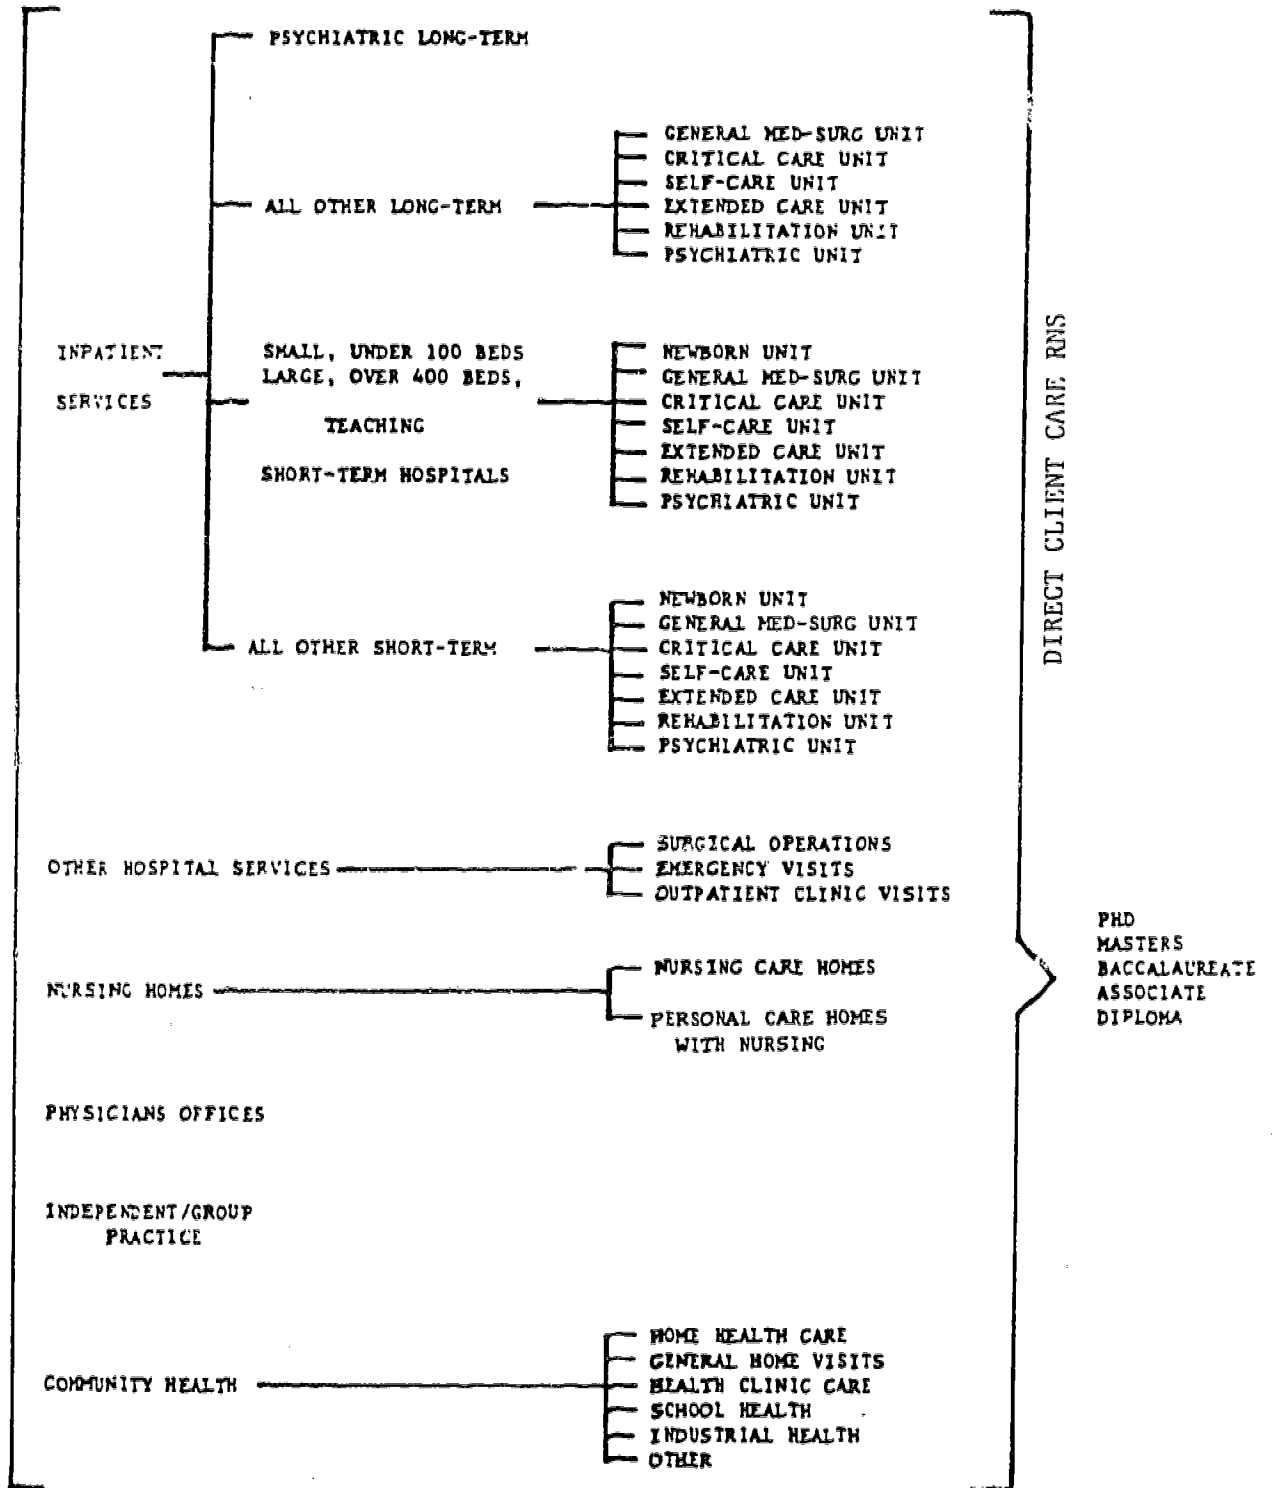 PSYCHIATRIC LONG-TERM
ALL OTHER LONG-TERM
GENERAL MED-SURG UNIT
CRITICAL CARE UNIT
SELF-CARE UNIT
EXTENDED CARE UNIT
REHABILITATION UNIT
PSYCHIATRIC UNIT
INPATIENT
SERVICES
SMALL, UNDER 100 BEDS
LARGE, OVER 400 BEDS,
TEACHING
SHORT-TERM HOSPITALS
NEWBORN UNIT
GENERAL MED-SURG UNIT
CRITICAL CARE UNIT
SELF-CARE UNIT
EXTENDED CARE UNIT
REHABILITATION UNIT
PSYCHIATRIC UNIT
ALL OTHER SHORT-TERM
NEWBORN UNIT
GENERAL MED-SURG UNIT
CRITICAL CARE UNIT
SELF-CARE UNIT
EXTENDED CARE UNIT
REHABILITATION UNIT
PSYCHIATRIC UNIT
OTHER HOSPITAL SERVICES
SURGICAL OPERATIONS
EMERGENCY VISITS
OUTPATIENT CLINIC VISITS
NURSING HOMES
NURSING CARE HOMES
PERSONAL CARE HOMES
WITH NURSING
PHYSICIANS OFFICES
INDEPENDENT/GROUP
PRACTICE
COMMUNITY HEALTH
HOME HEALTH CARE
GENERAL HOME VISITS
HEALTH CLINIC CARE
SCHOOL HEALTH
INDUSTRIAL HEALTH
OTHER
DIRECT CLIENT CARE RNS
PHD
MASTERS
BACCALAUREATE
ASSOCIATE
DIPLOMA